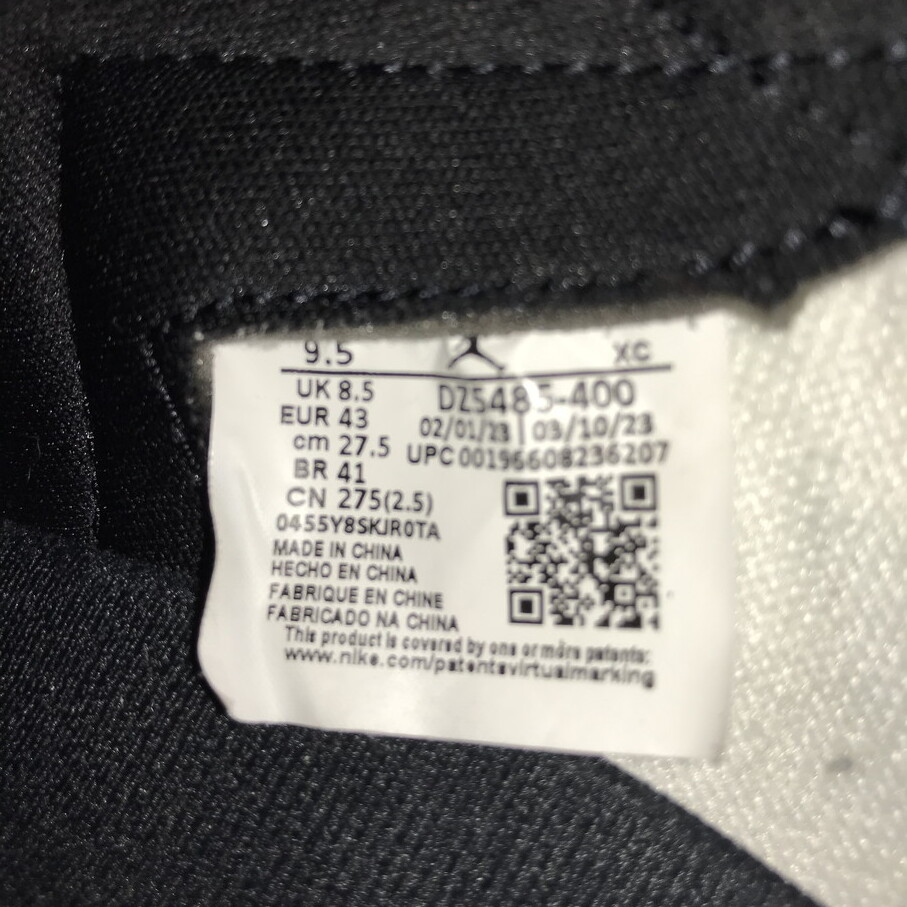 9.5 XC
UK 8.5
EUR 43
cm 27.5
BR 41
CN 275(2.5)
0455Y8SKJR0TA
MADE IN CHINA
HECHO EN CHINA
FABRIQUE EN CHINE
FABRICADO NA CHINA
DZ5485-400
02/01/23 | 03/10/23
UPC 00196608236207
This product is covered by one or more patents:
www.nike.com/patentsvirtualmarking